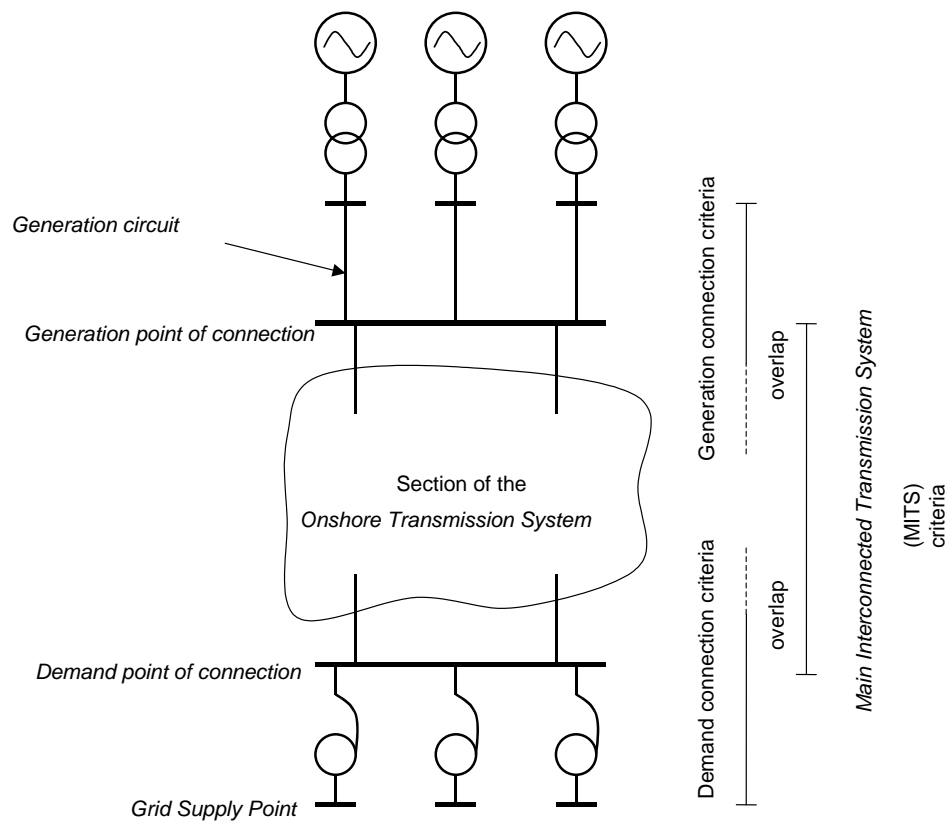 Generation circuit
Generation point of connection
Section of the
Onshore Transmission System
Demand point of connection
Grid Supply Point
Generation connection criteria
overlap
Demand connection criteria
overlap
Main Interconnected Transmission System
(MITS)
criteria